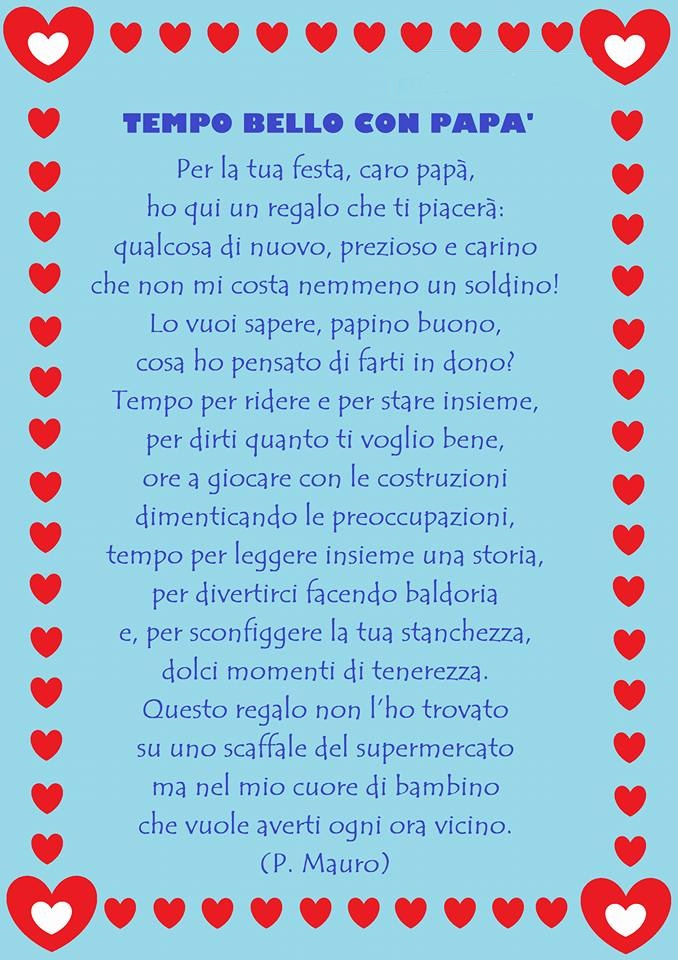 TEMPO BELLO CON PAPA'
Per la tua festa, caro papà,
ho qui un regalo che ti piacerà:
qualcosa di nuovo, prezioso e carino
che non mi costa nemmeno un soldino!
Lo vuoi sapere, papino buono,
cosa ho pensato di farti in dono?
Tempo per ridere e per stare insieme,
per dirti quanto ti voglio bene,
ore a giocare con le costruzioni
dimenticando le preoccupazioni,
tempo per leggere insieme una storia,
per divertirci facendo baldoria
e, per sconfiggere la tua stanchezza,
dolci momenti di tenerezza.
Questo regalo non l'ho trovato
su uno scaffale del supermercato
ma nel mio cuore di bambino
che vuole averti ogni ora vicino.
(P. Mauro)